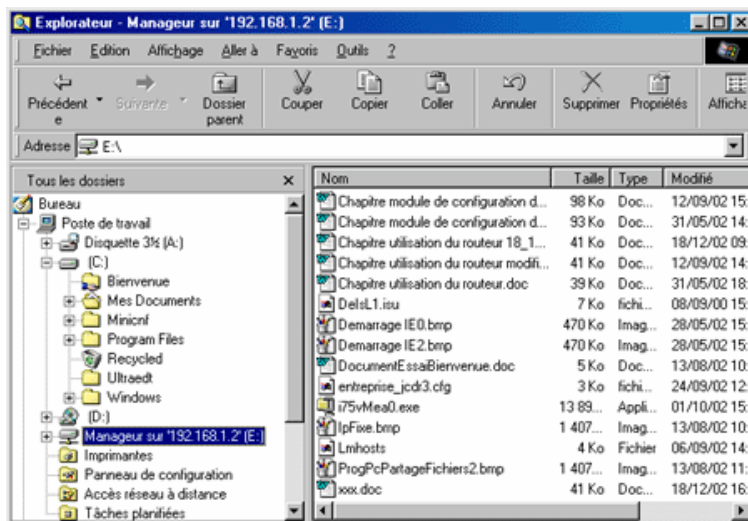 Explorateur - Manageur sur '192.168.1.2' (E:)
Fichier Edition Affichage Aller à Favoris Outils ?
Précédent
e
Suivante
Dossier
parent
Couper
Copier
Coller
Annuler
Supprimer
Propriétés
Afficha
Adresse E:\
Tous les dossiers
Bureau
Poste de travail
Disquette 3½ (A:)
(C:)
Bienvenue
Mes Documents
Minicnf
Program Files
Recycled
Ultraedt
Windows
(D:)
Manageur sur '192.168.1.2' (E:)
Imprimantes
Panneau de configuration
Accès réseau à distance
Tâches planifiées
Nom Taille Type Modifié
Chapitre module de configuration d... 98 Ko Doc... 12/09/02 15:
Chapitre module de configuration d... 93 Ko Doc... 31/05/02 14:
Chapitre utilisation du routeur 18_1... 41 Ko Doc... 18/12/02 09:
Chapitre utilisation du routeur modifi... 41 Ko Doc... 12/09/02 14:
Chapitre utilisation du routeur.doc 39 Ko Doc... 31/05/02 18:
DelsL1.isu 7 Ko fichi... 08/09/00 15:
Demarrage IE0.bmp 470 Ko Imag... 28/05/02 15:
Demarrage IE2.bmp 470 Ko Imag... 28/05/02 15:
DocumentEssaiBienvenue.doc 5 Ko Doc... 13/08/02 10:
entreprise_jcdr3.cfg 3 Ko fichi... 24/09/02 12:
i75vMea0.exe 13 89... Appli... 01/10/02 15:
IpFixe.bmp 1 407... Imag... 13/08/02 10:
Lmhosts 4 Ko Fichier 06/09/02 14:
ProgPcPartageFichiers2.bmp 1 407... Imag... 13/08/02 11:
xxx.doc 41 Ko Doc... 18/12/02 16: